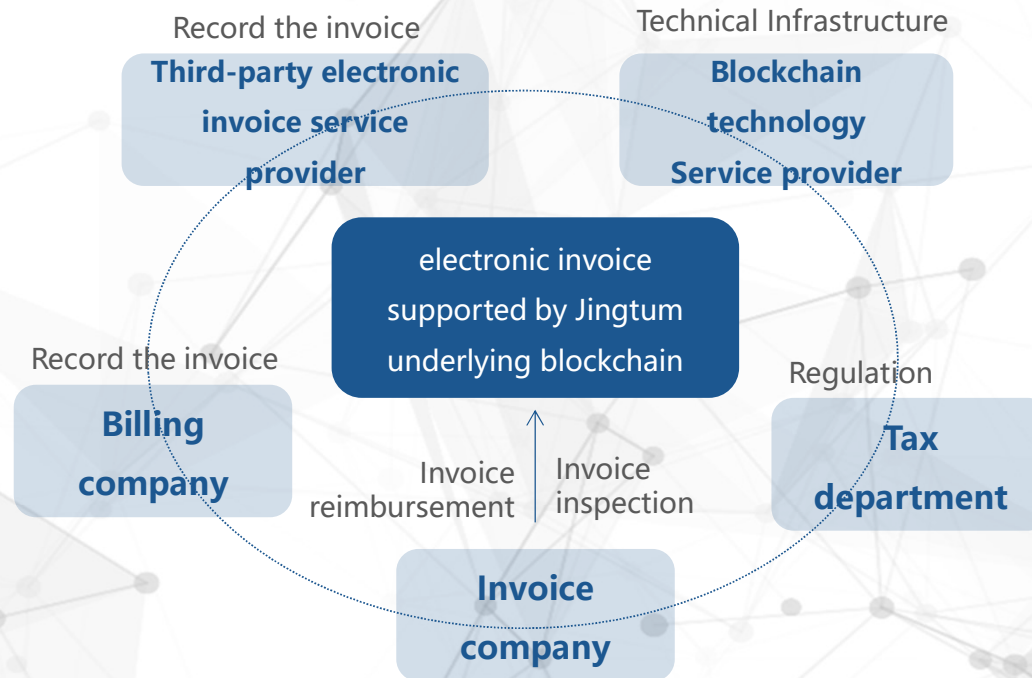 Record the invoice
Third-party electronic
invoice service
provider
Technical Infrastructure
Blockchain
technology
Service provider
electronic invoice
supported by Jingtum
underlying blockchain
Record the invoice
Billing
company
Regulation
Tax
department
Invoice
reimbursement
Invoice
inspection
Invoice
company